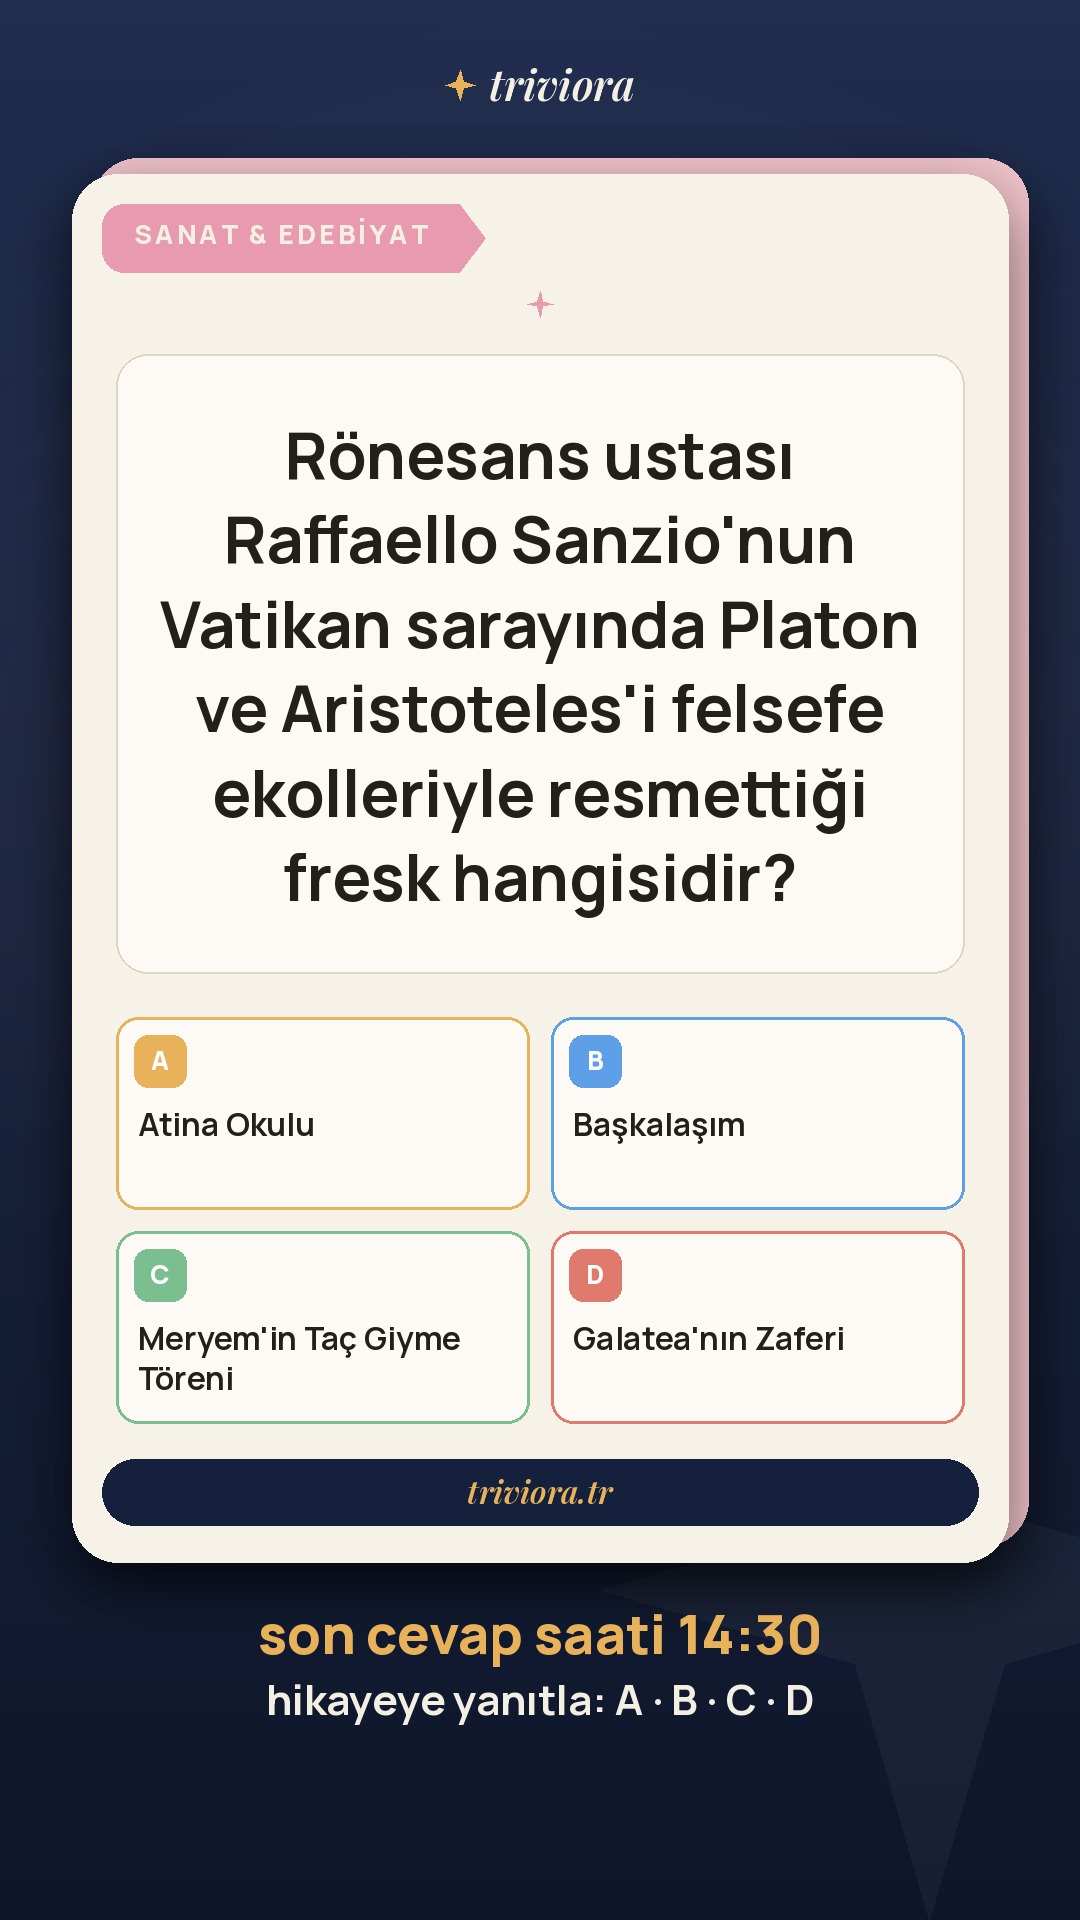 triviora
SANAT & EDEBİYAT
Rönesans ustası
Raffaello Sanzio'nun
Vatikan sarayında Platon
ve Aristoteles'i felsefe
ekolleriyle resmettiği
fresk hangisidir?
A
Atina Okulu
B
Başkalaşım
C
Meryem'in Taç Giyme
Töreni
D
Galatea'nın Zaferi
triviora.tr
son cevap saati 14:30
hikayeye yanıtla: A · B · C · D